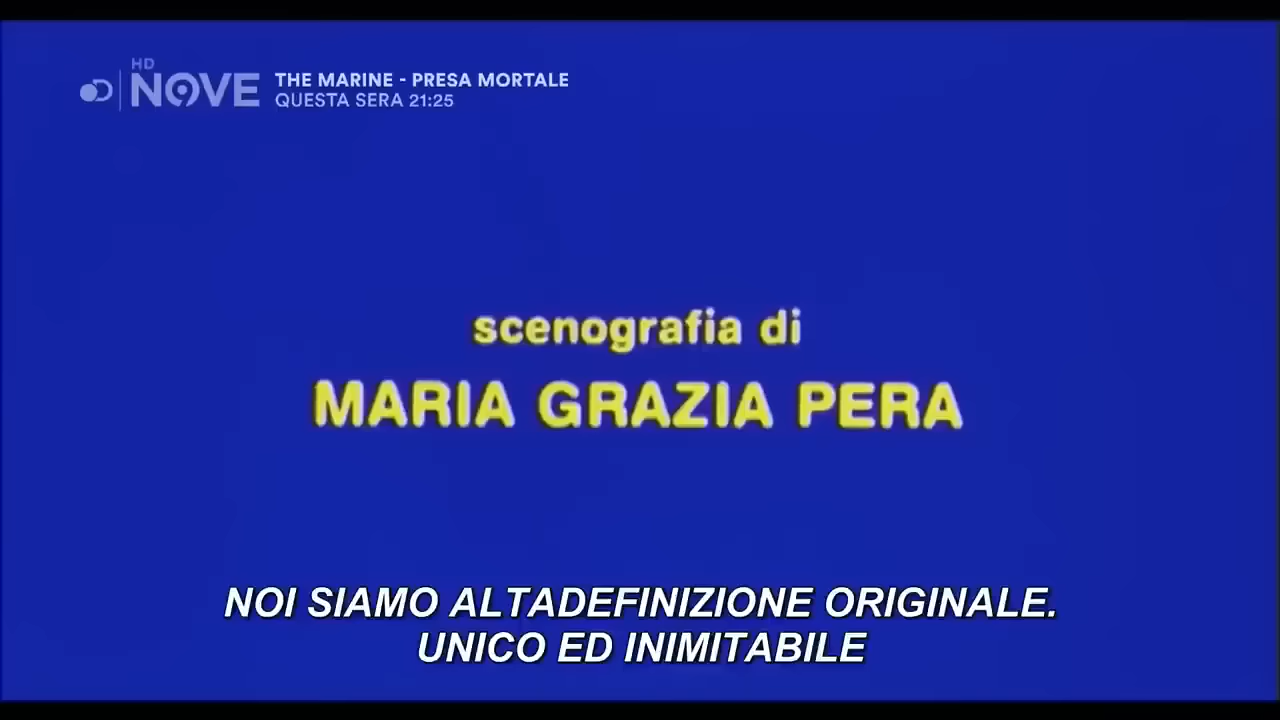 HD
NOVE
THE MARINE - PRESA MORTALE
QUESTA SERA 21:25
scenografia di
MARIA GRAZIA PERA
NOI SIAMO ALTADEFINIZIONE ORIGINALE.
UNICO ED INIMITABILE